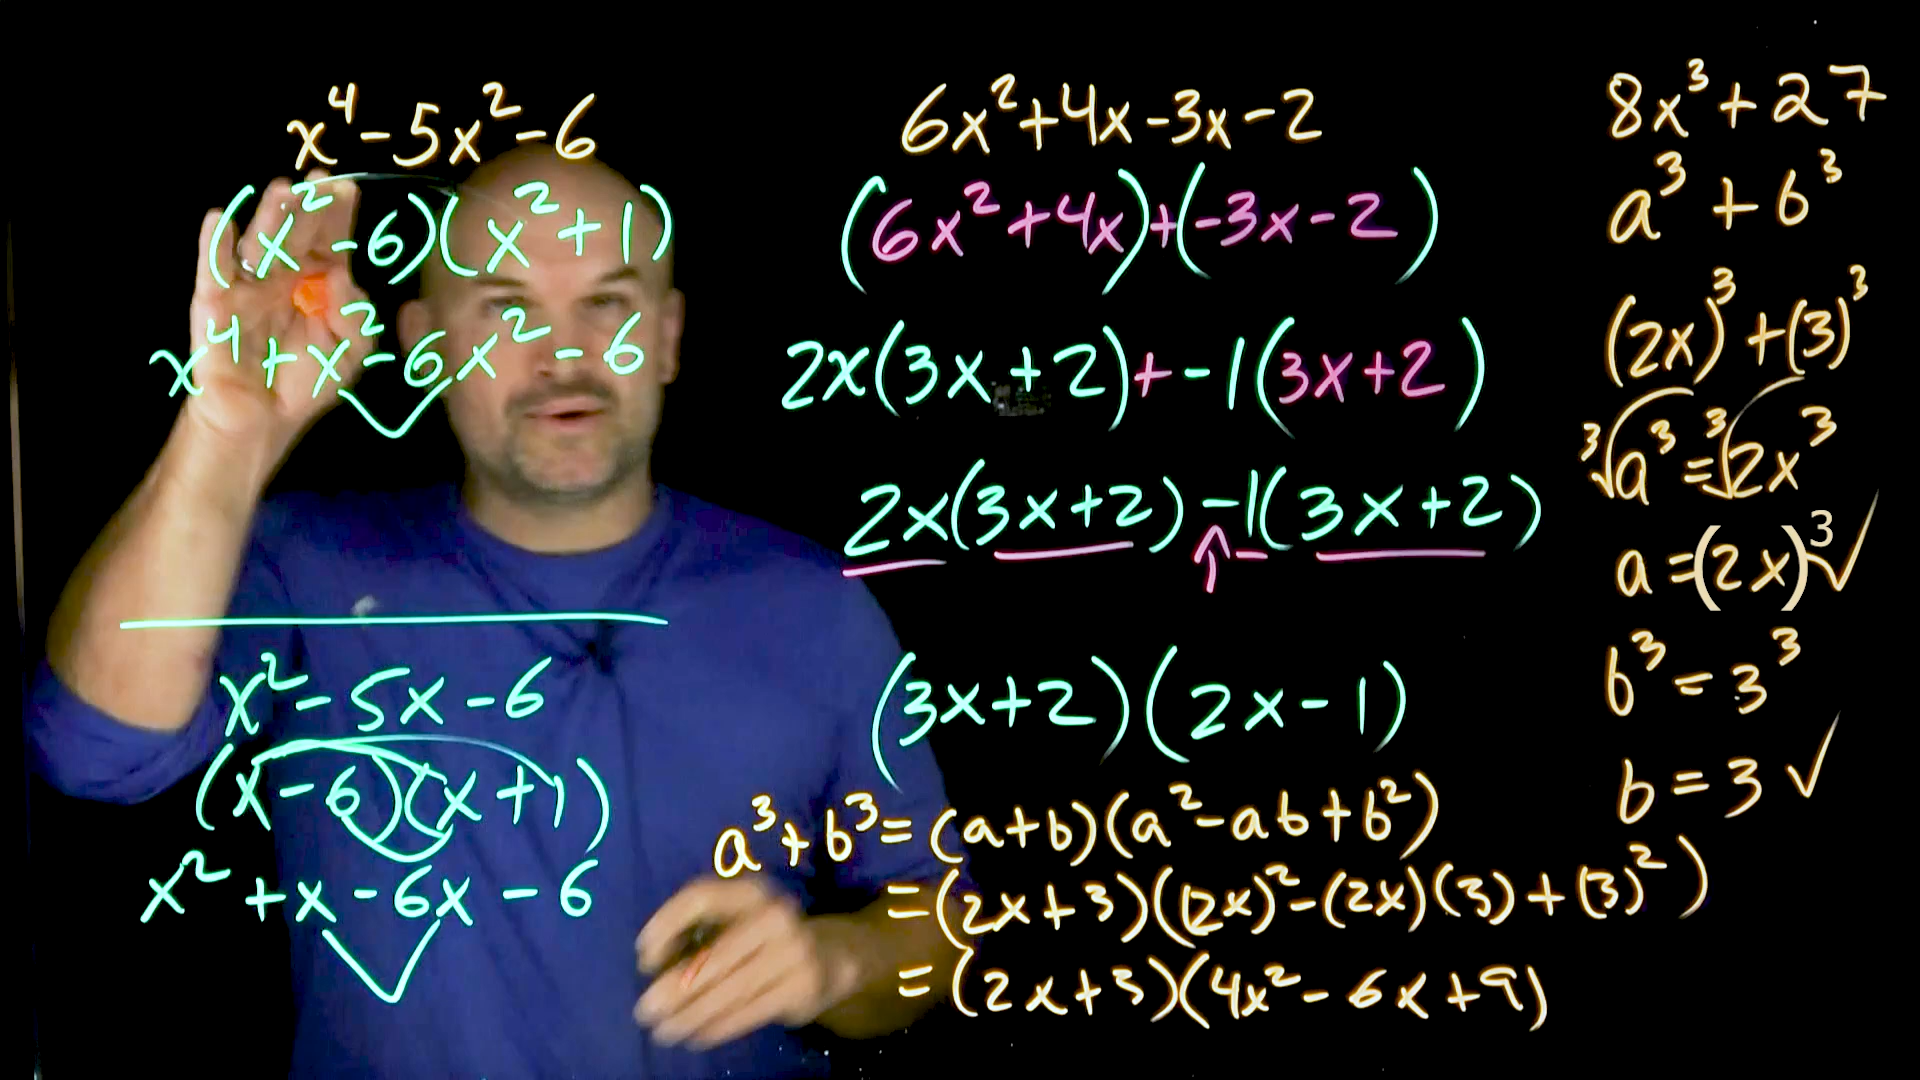 x⁴-5x²-6
(x²-6)(x²+1)
x⁴+x²-6x²-6
x²-5x-6
(x-6)(x+1)
x²+x-6x-6
6x²+4x-3x-2
(6x²+4x)+(-3x-2)
2x(3x+2)+-1(3x+2)
2x(3x+2)-1(3x+2)
(3x+2)(2x-1)
a³+b³=(a+b)(a²-ab+b²)
=(2x+3)((2x)²-(2x)(3)+(3)²)
=(2x+3)(4x²-6x+9)
8x³+27
a³+b³
(2x)³+(3)³
³√a³=³√2x³
a=(2x)³✓
b³=3³
b=3✓